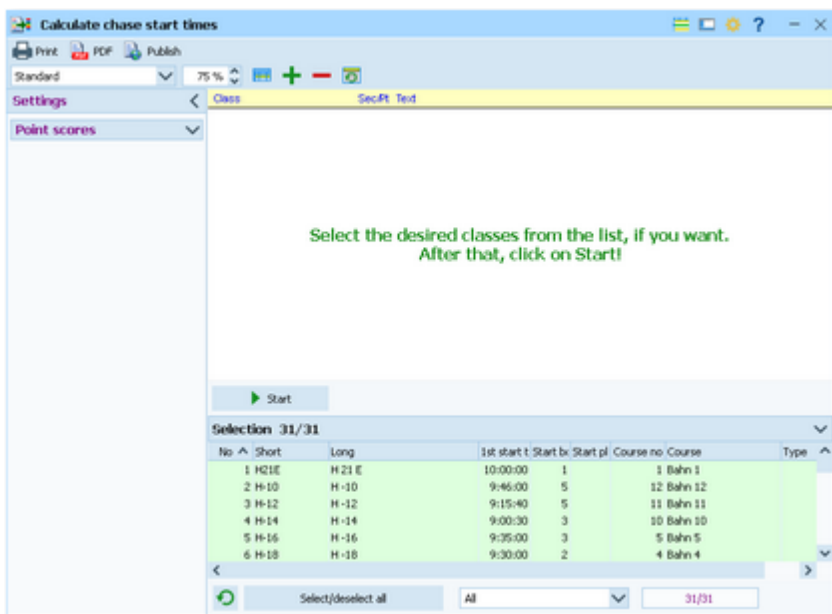 Calculate chase start times
Print PDF Publish
Standard 75 %
Settings
Class Sec/Pt Text
Point scores
Select the desired classes from the list, if you want.
After that, click on Start!
Start
Selection 31/31
No Short Long 1st start t Start bc Start pl Course no Course Type
1 H21E H 21 E 10:00:00 1 1 Bahn 1
2 H-10 H -10 9:46:00 5 12 Bahn 12
3 H-12 H -12 9:15:40 5 11 Bahn 11
4 H-14 H -14 9:00:30 3 10 Bahn 10
5 H-16 H -16 9:35:00 3 5 Bahn 5
6 H-18 H -18 9:30:00 2 4 Bahn 4
Select/deselect all All 31/31